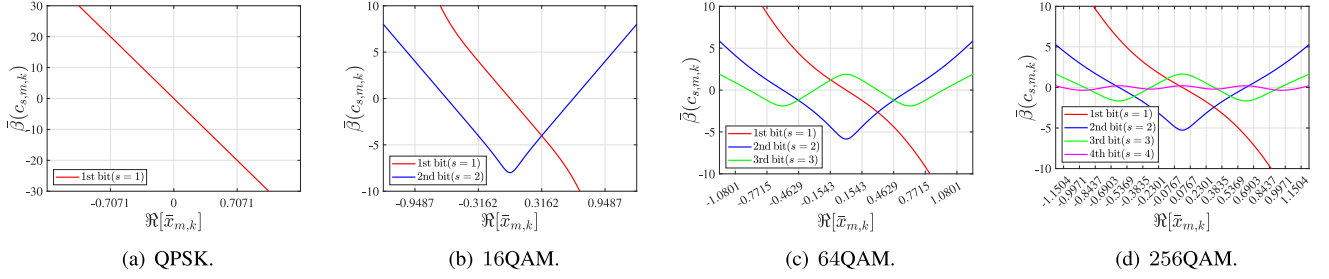 30
20
10
0
-10
-20
-30
β̄(c_{s,m,k})
1st bit(s = 1)
-0.7071
0
0.7071
ℜ[x̄_{m,k}]
(a) QPSK.
10
5
0
-5
-10
β̄(c_{s,m,k})
1st bit(s = 1)
2nd bit(s = 2)
-0.9487
-0.3162
0.3162
0.9487
ℜ[x̄_{m,k}]
(b) 16QAM.
10
5
0
-5
-10
β̄(c_{s,m,k})
1st bit(s = 1)
2nd bit(s = 2)
3rd bit(s = 3)
-1.0801
-0.7715
-0.4629
-0.1543
0.1543
0.4629
0.7715
1.0801
ℜ[x̄_{m,k}]
(c) 64QAM.
10
5
0
-5
-10
β̄(c_{s,m,k})
1st bit(s = 1)
2nd bit(s = 2)
3rd bit(s = 3)
4th bit(s = 4)
-1.1504
-0.9971
-0.8437
-0.6903
-0.5369
-0.3835
-0.2301
-0.0767
0.0767
0.2301
0.3835
0.5369
0.6903
0.8437
0.9971
1.1504
ℜ[x̄_{m,k}]
(d) 256QAM.